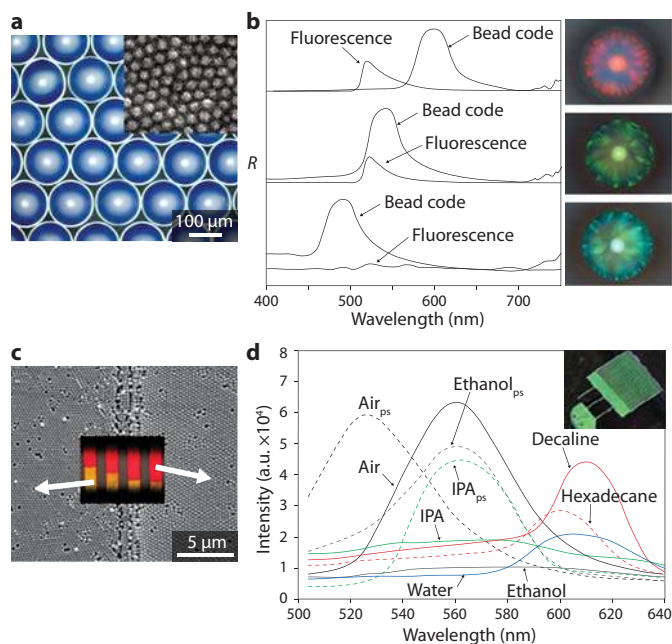 a
100 µm
b
Fluorescence
Bead code
Bead code
Fluorescence
Bead code
Fluorescence
R
400
500
600
700
Wavelength (nm)
c
5 µm
d
8
7
6
5
4
3
2
1
0
Intensity (a.u. ×10⁴)
Air_ps
Ethanol_ps
Air
IPA_ps
Decaline
Hexadecane
IPA
Water
Ethanol
500
520
540
560
580
600
620
640
Wavelength (nm)